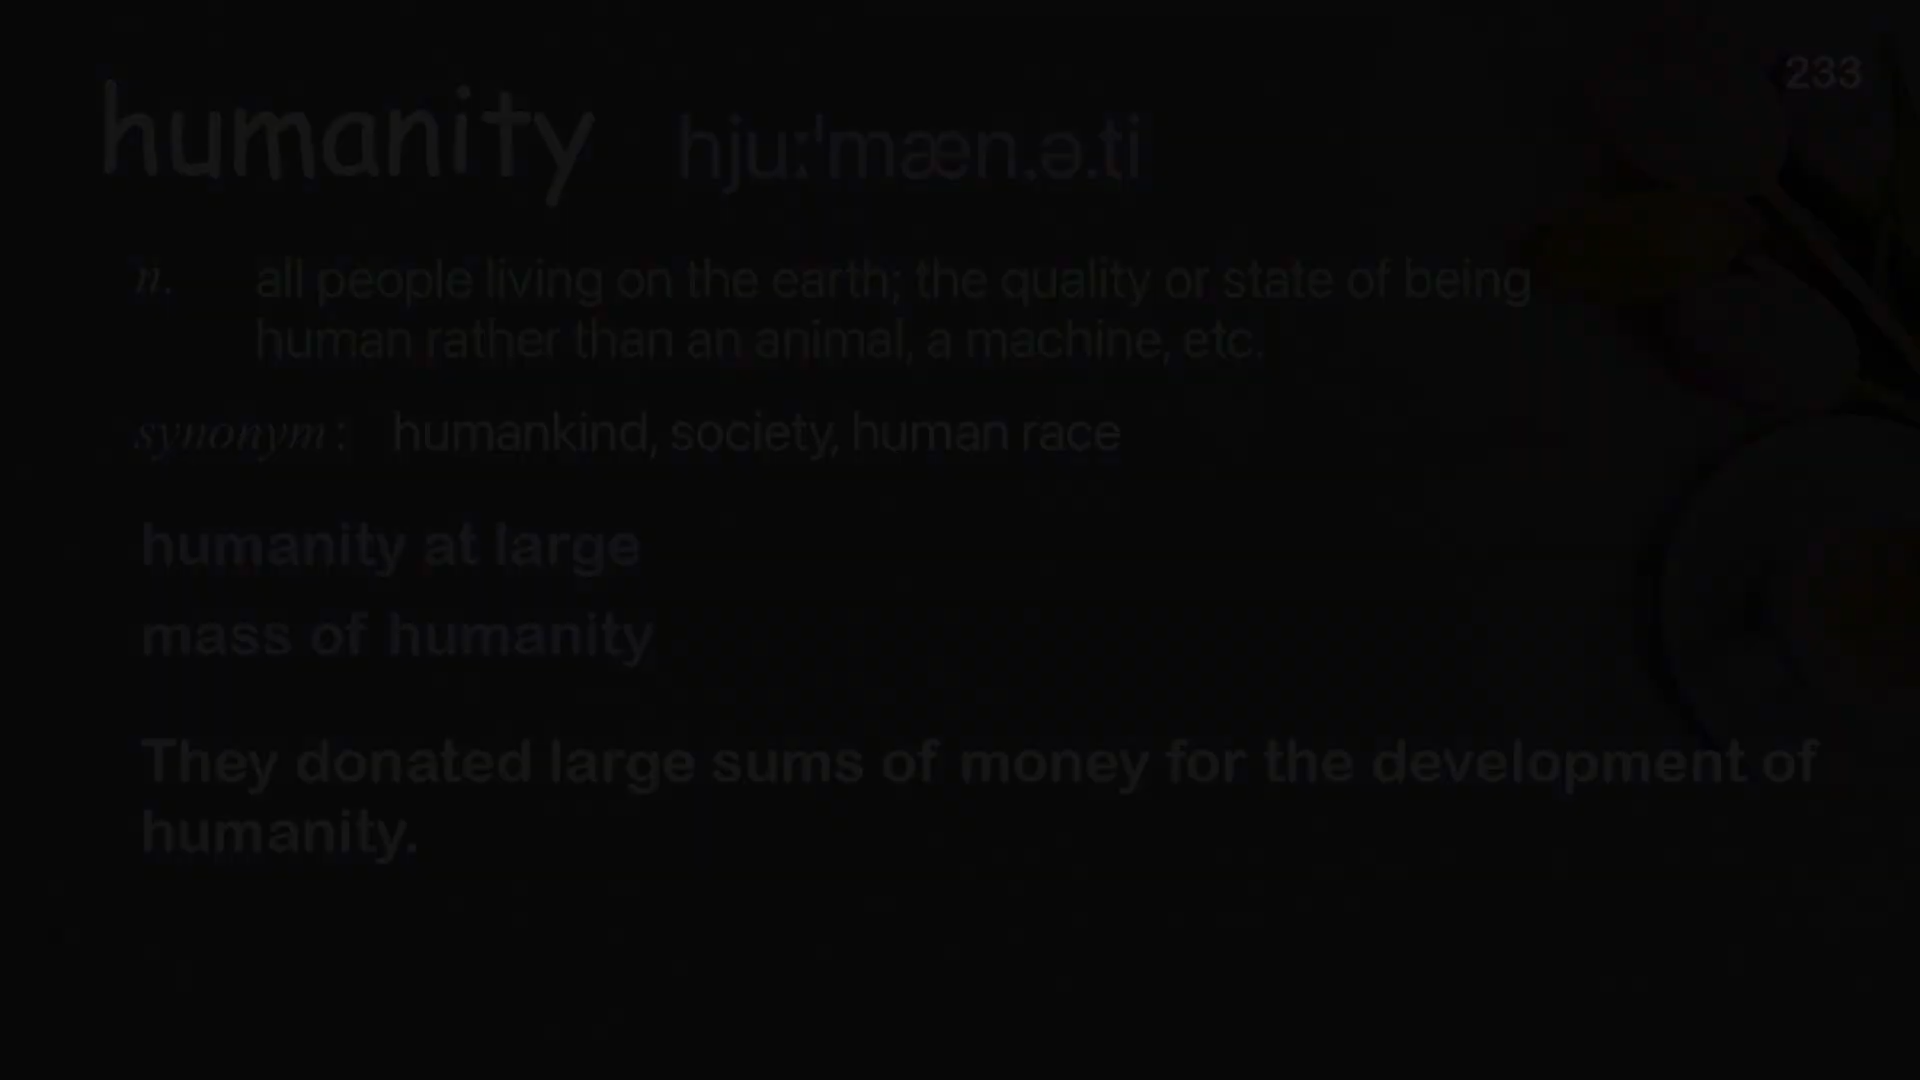 233
humanity hju:ˈmæn.ə.ti
n. all people living on the earth; the quality or state of being
human rather than an animal, a machine, etc.
synonym : humankind, society, human race
humanity at large
mass of humanity
They donated large sums of money for the development of
humanity.